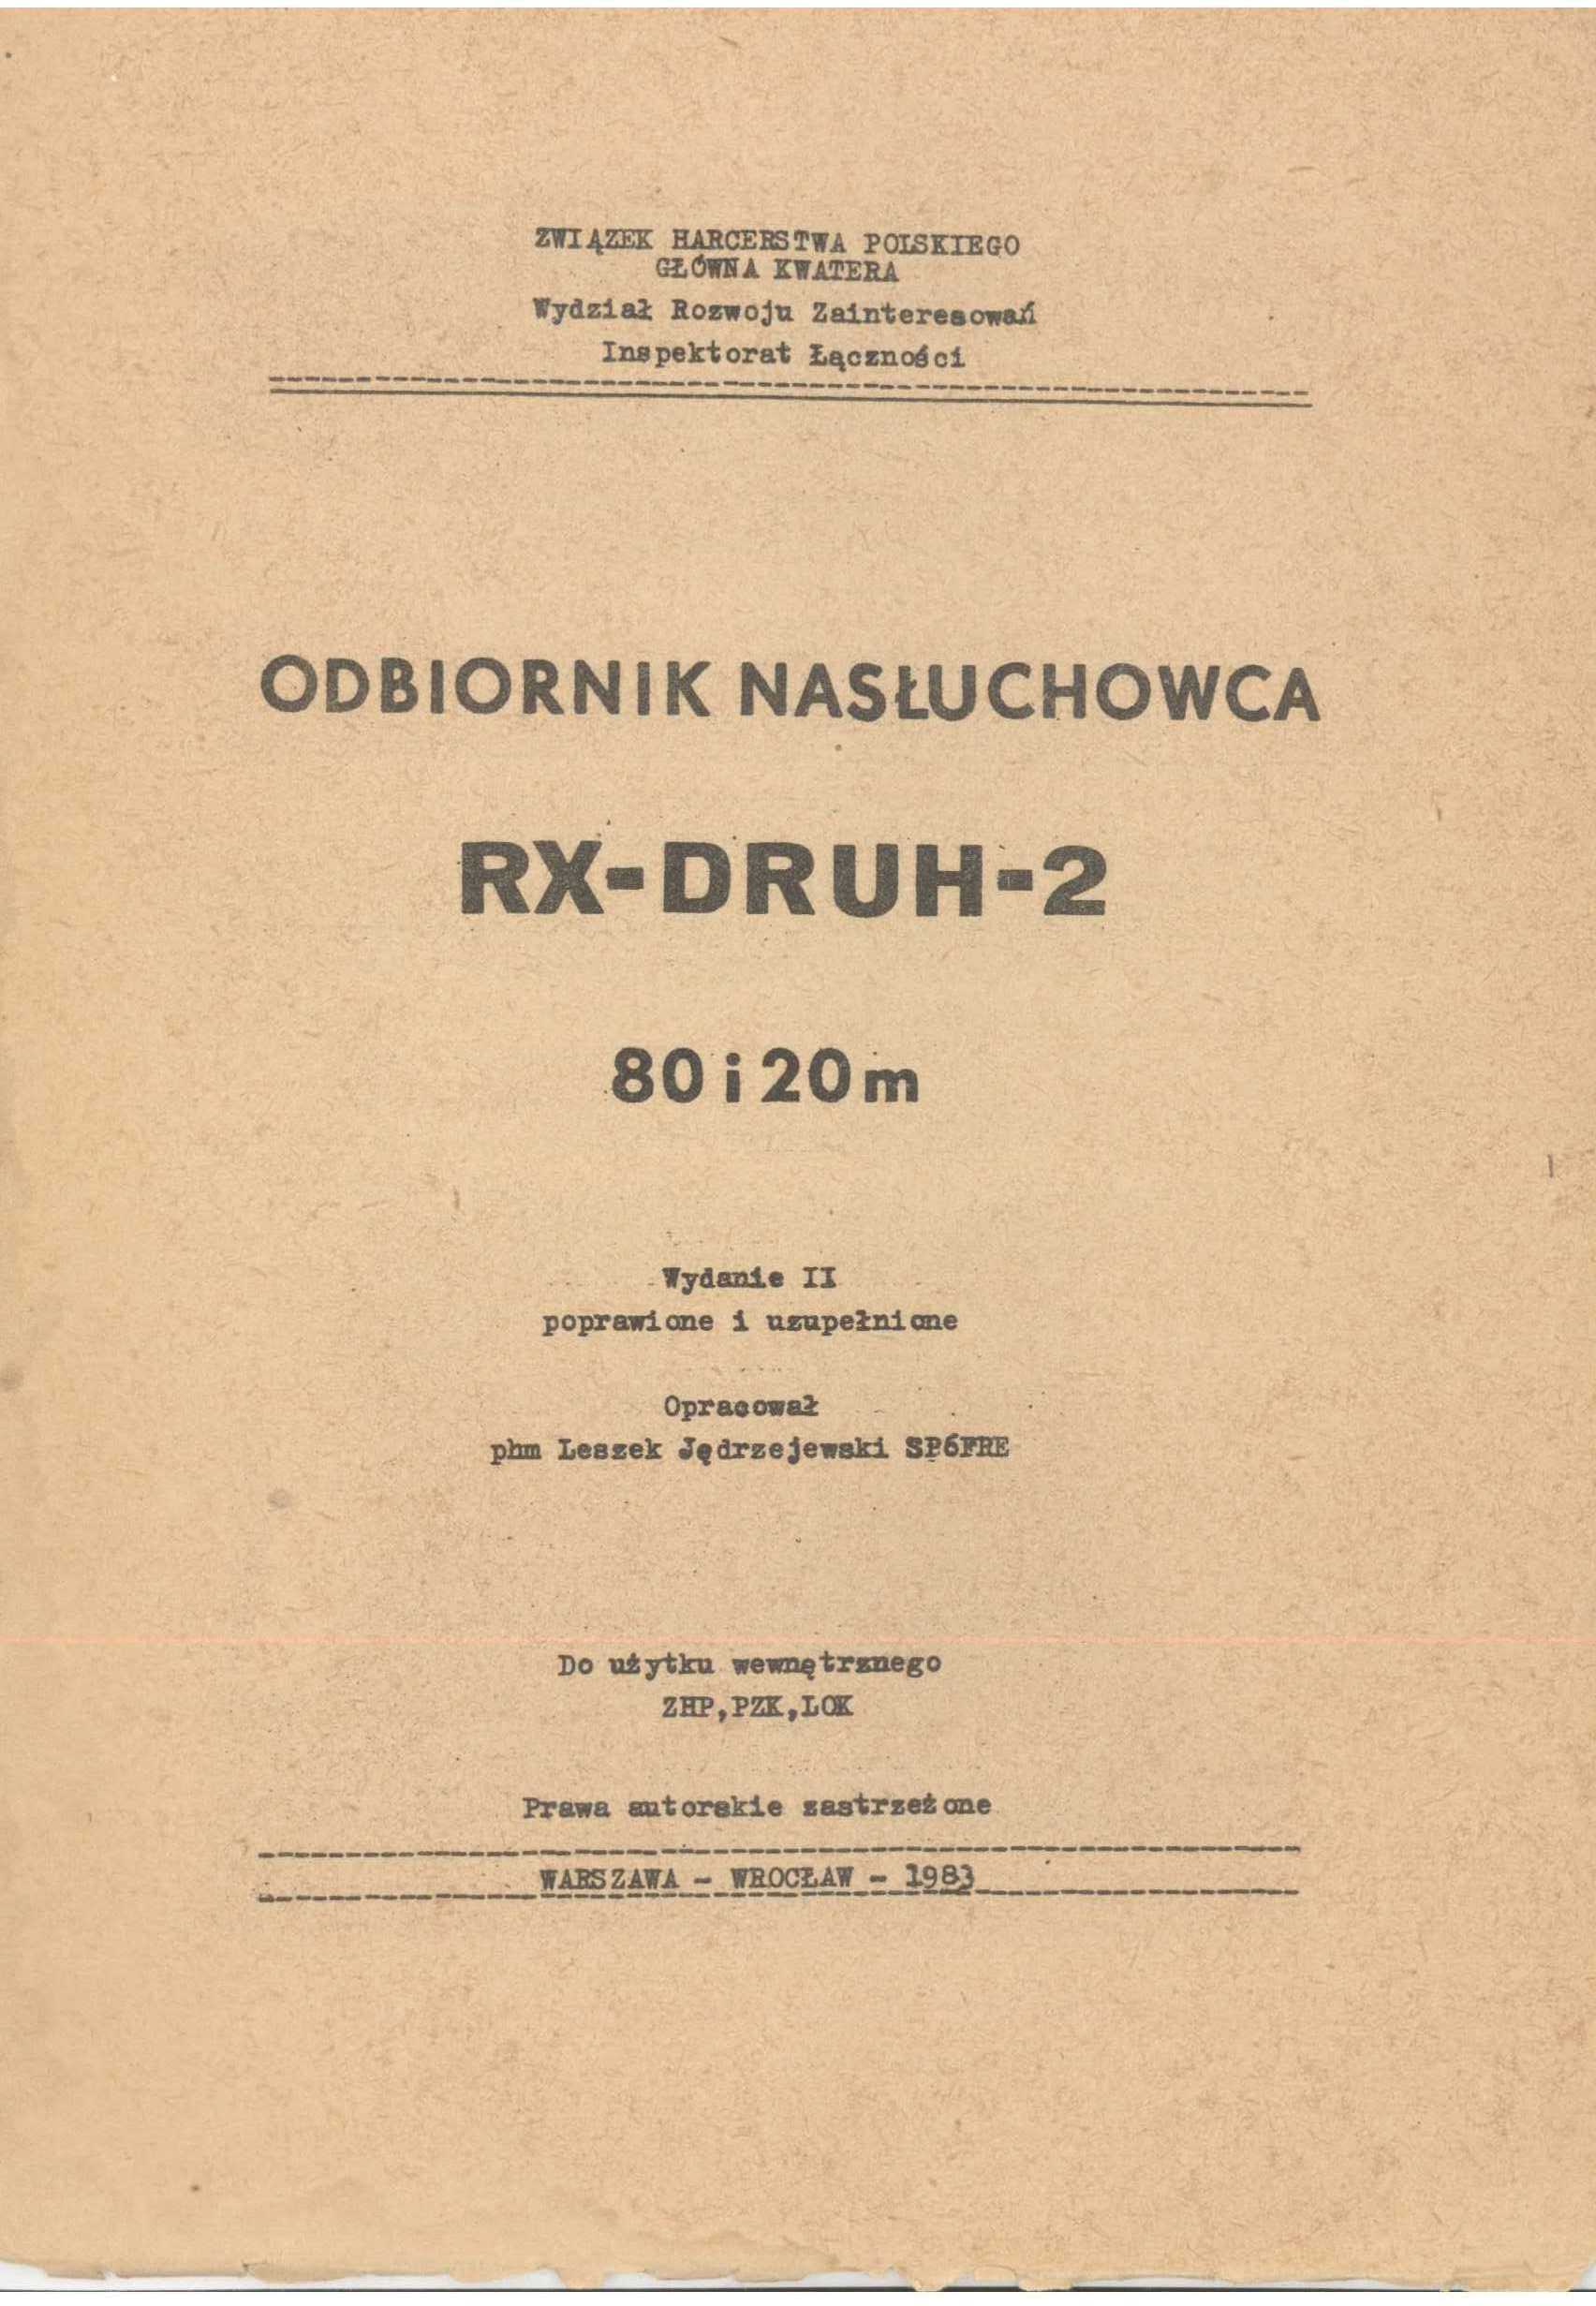 ZWIĄZEK HARCERSTWA POLSKIEGO
GŁÓWNA KWATERA
Wydział Rozwoju Zainteresowań
Inspektorat Łączności
ODBIORNIK NASŁUCHOWCA
RX-DRUH-2
80 i 20 m
Wydanie II
poprawione i uzupełnione
Opracował
phm Leszek Jędrzejewski SP6FRE
Do użytku wewnętrznego
ZHP,PZK,LOK
Prawa autorskie zastrzeżone
WARSZAWA - WROCŁAW - 1983